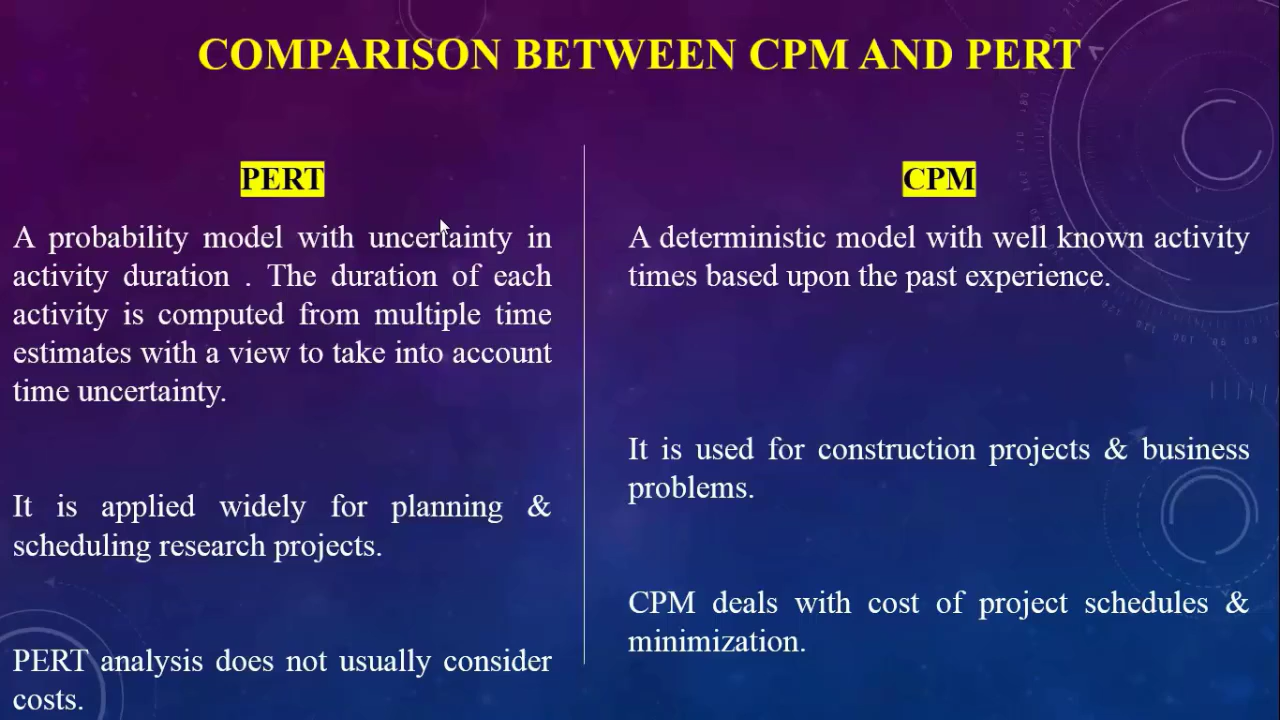 COMPARISON BETWEEN CPM AND PERT
PERT
A probability model with uncertainty in
activity duration . The duration of each
activity is computed from multiple time
estimates with a view to take into account
time uncertainty.
It is applied widely for planning &
scheduling research projects.
PERT analysis does not usually consider
costs.
CPM
A deterministic model with well known activity
times based upon the past experience.
It is used for construction projects & business
problems.
CPM deals with cost of project schedules &
minimization.